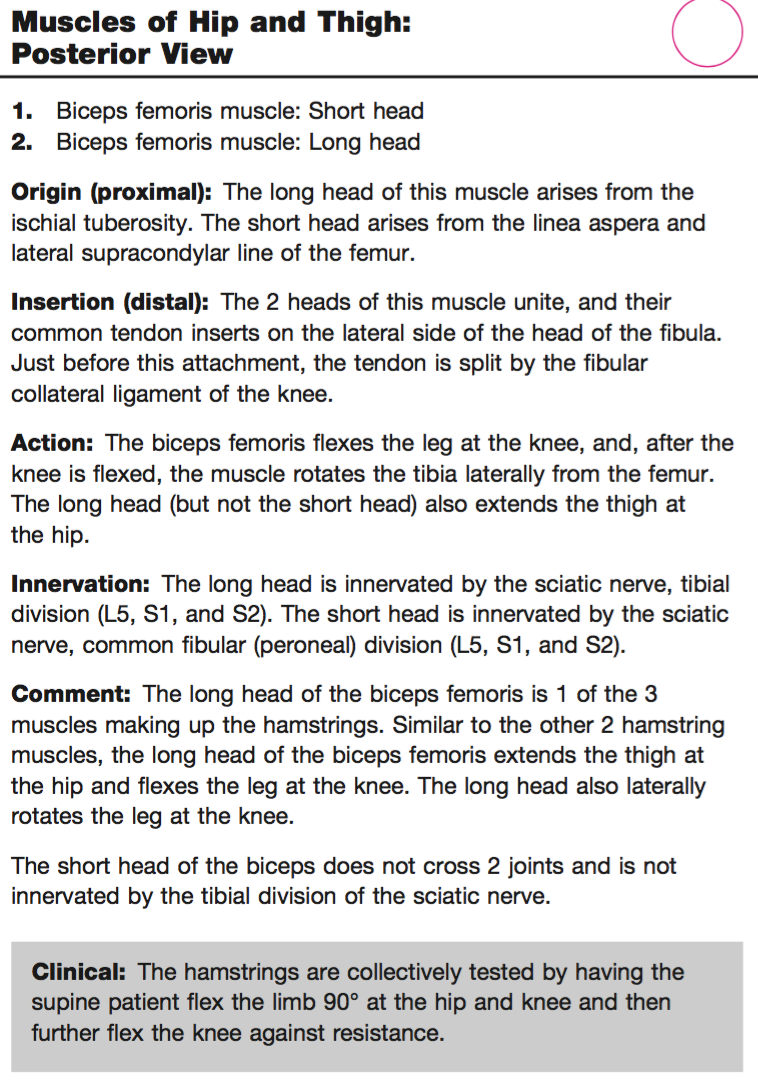 Muscles of Hip and Thigh:
Posterior View
1. Biceps femoris muscle: Short head
2. Biceps femoris muscle: Long head
Origin (proximal): The long head of this muscle arises from the
ischial tuberosity. The short head arises from the linea aspera and
lateral supracondylar line of the femur.
Insertion (distal): The 2 heads of this muscle unite, and their
common tendon inserts on the lateral side of the head of the fibula.
Just before this attachment, the tendon is split by the fibular
collateral ligament of the knee.
Action: The biceps femoris flexes the leg at the knee, and, after the
knee is flexed, the muscle rotates the tibia laterally from the femur.
The long head (but not the short head) also extends the thigh at
the hip.
Innervation: The long head is innervated by the sciatic nerve, tibial
division (L5, S1, and S2). The short head is innervated by the sciatic
nerve, common fibular (peroneal) division (L5, S1, and S2).
Comment: The long head of the biceps femoris is 1 of the 3
muscles making up the hamstrings. Similar to the other 2 hamstring
muscles, the long head of the biceps femoris extends the thigh at
the hip and flexes the leg at the knee. The long head also laterally
rotates the leg at the knee.
The short head of the biceps does not cross 2 joints and is not
innervated by the tibial division of the sciatic nerve.
Clinical: The hamstrings are collectively tested by having the
supine patient flex the limb 90° at the hip and knee and then
further flex the knee against resistance.